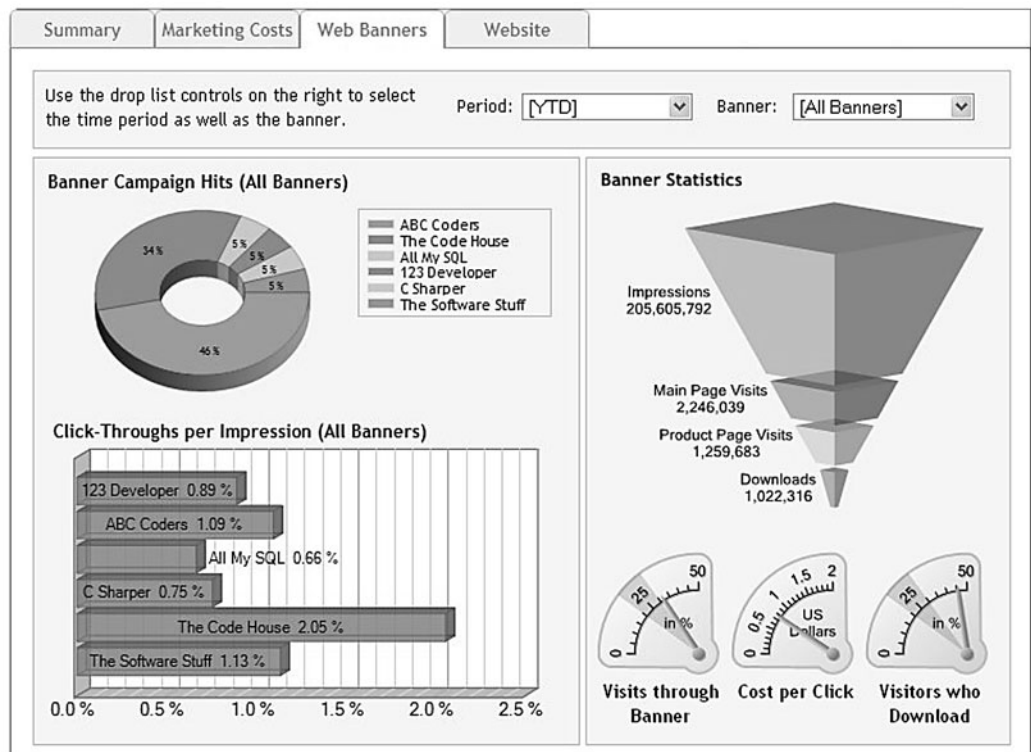 Summary
Marketing Costs
Web Banners
Website
Use the drop list controls on the right to select
the time period as well as the banner.
Period: [YTD]
Banner: [All Banners]
Banner Campaign Hits (All Banners)
34 %
5 %
5 %
5 %
5 %
46 %
ABC Coders
The Code House
All My SQL
123 Developer
C Sharper
The Software Stuff
Click-Throughs per Impression (All Banners)
123 Developer 0.89 %
ABC Coders 1.09 %
All My SQL 0.66 %
C Sharper 0.75 %
The Code House 2.05 %
The Software Stuff 1.13 %
0.0 % 0.5 % 1.0 % 1.5 % 2.0 % 2.5 %
Banner Statistics
Impressions
205,605,792
Main Page Visits
2,246,039
Product Page Visits
1,259,683
Downloads
1,022,316
0 25 50
in %
Visits through
Banner
0 0.5 1 1.5 2
US
Dollars
Cost per Click
0 25 50
in %
Visitors who
Download